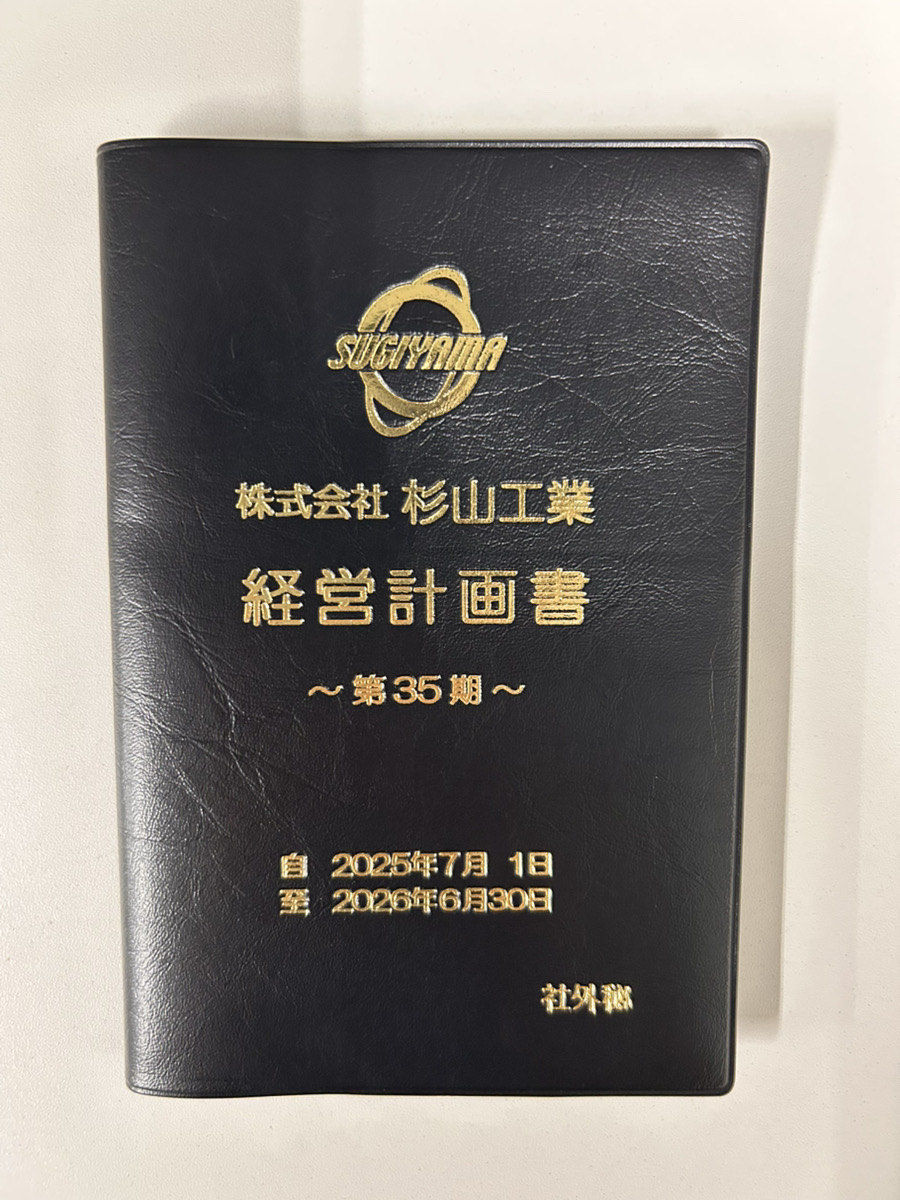 SUGIYAMA
株式会社 杉山工業
経営計画書
～第35期～
自 2025年7月 1日
至 2026年6月30日
社外秘